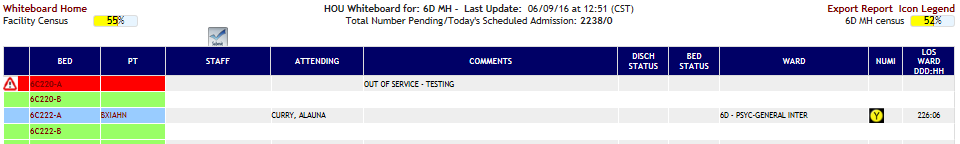 Whiteboard Home
HOU Whiteboard for: 6D MH - Last Update: 06/09/16 at 12:51 (CST)
Export Report Icon Legend
Facility Census 55%
Total Number Pending/Today's Scheduled Admission: 2238/0
6D MH census 52%
Submit
BED PT STAFF ATTENDING COMMENTS DISCH STATUS BED STATUS WARD NUMI LOS WARD DDD:HH
6C220-A OUT OF SERVICE - TESTING
6C220-B
6C222-A BXIAHN CURRY, ALAUNA 6D - PSYC-GENERAL INTER Y 226:06
6C222-B